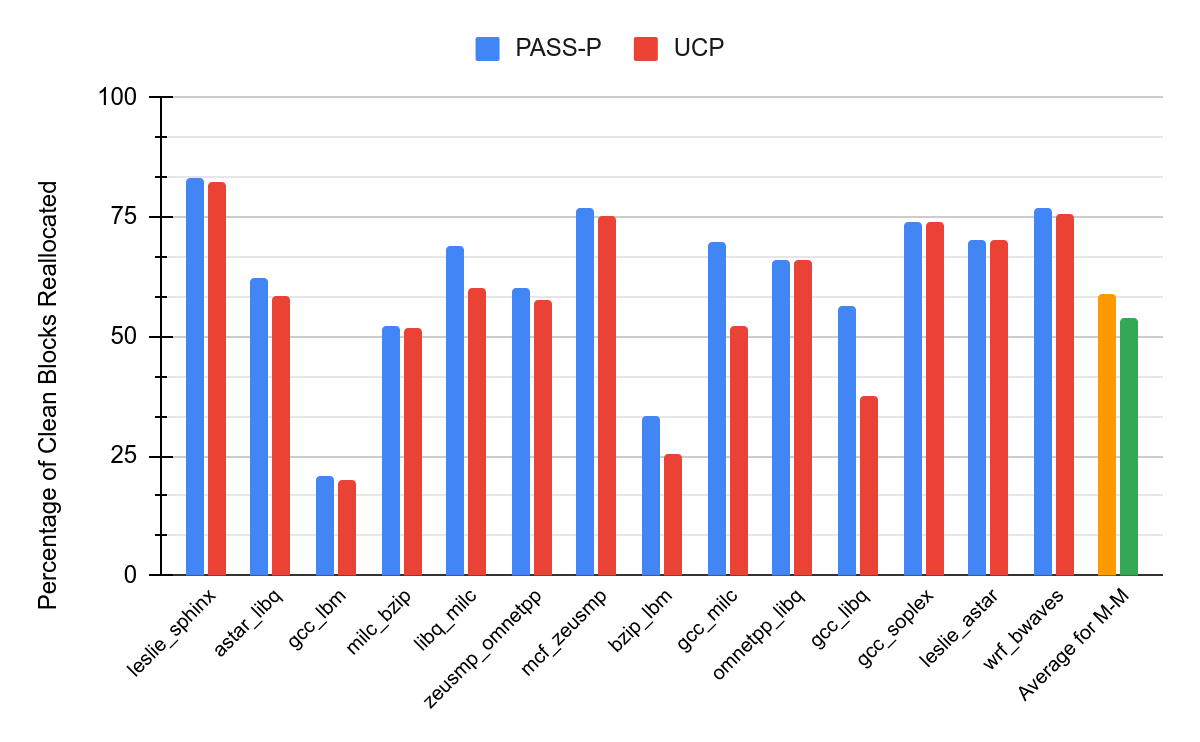 PASS-P UCP
Percentage of Clean Blocks Reallocated
100
75
50
25
0
leslie_sphinx
astar_libq
gcc_lbm
milc_bzip
libq_milc
zeusmp_omnetpp
mcf_zeusmp
bzip_lbm
gcc_milc
omnetpp_libq
gcc_libq
gcc_soplex
leslie_astar
wrf_bwaves
Average for M-M